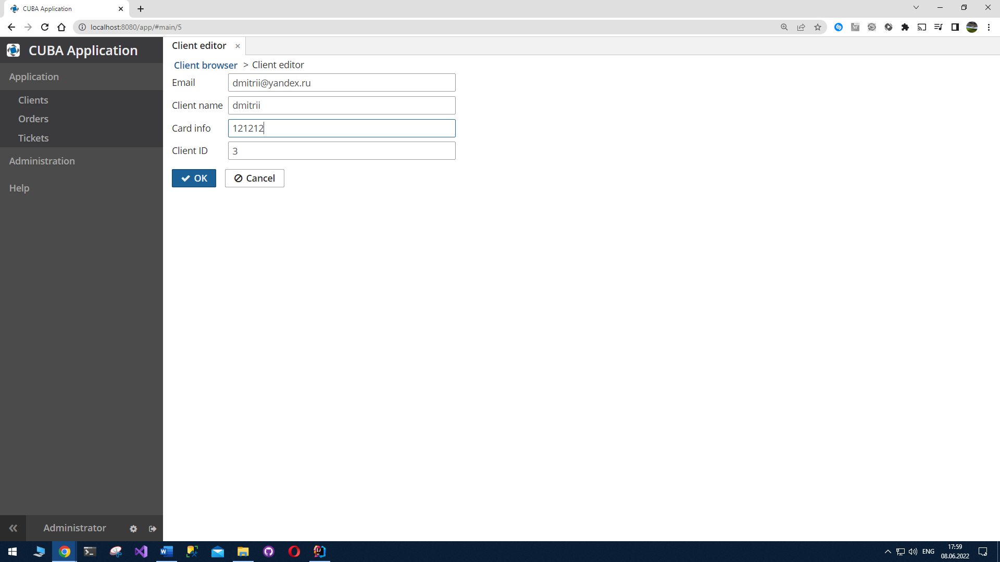 CUBA Application
localhost:8080/app/#main/5
CUBA Application
Application
Clients
Orders
Tickets
Administration
Help
Administrator
Client editor
Client browser > Client editor
Email dmitrii@yandex.ru
Client name dmitrii
Card info 121212
Client ID 3
OK Cancel
ENG
17:59
08.06.2022